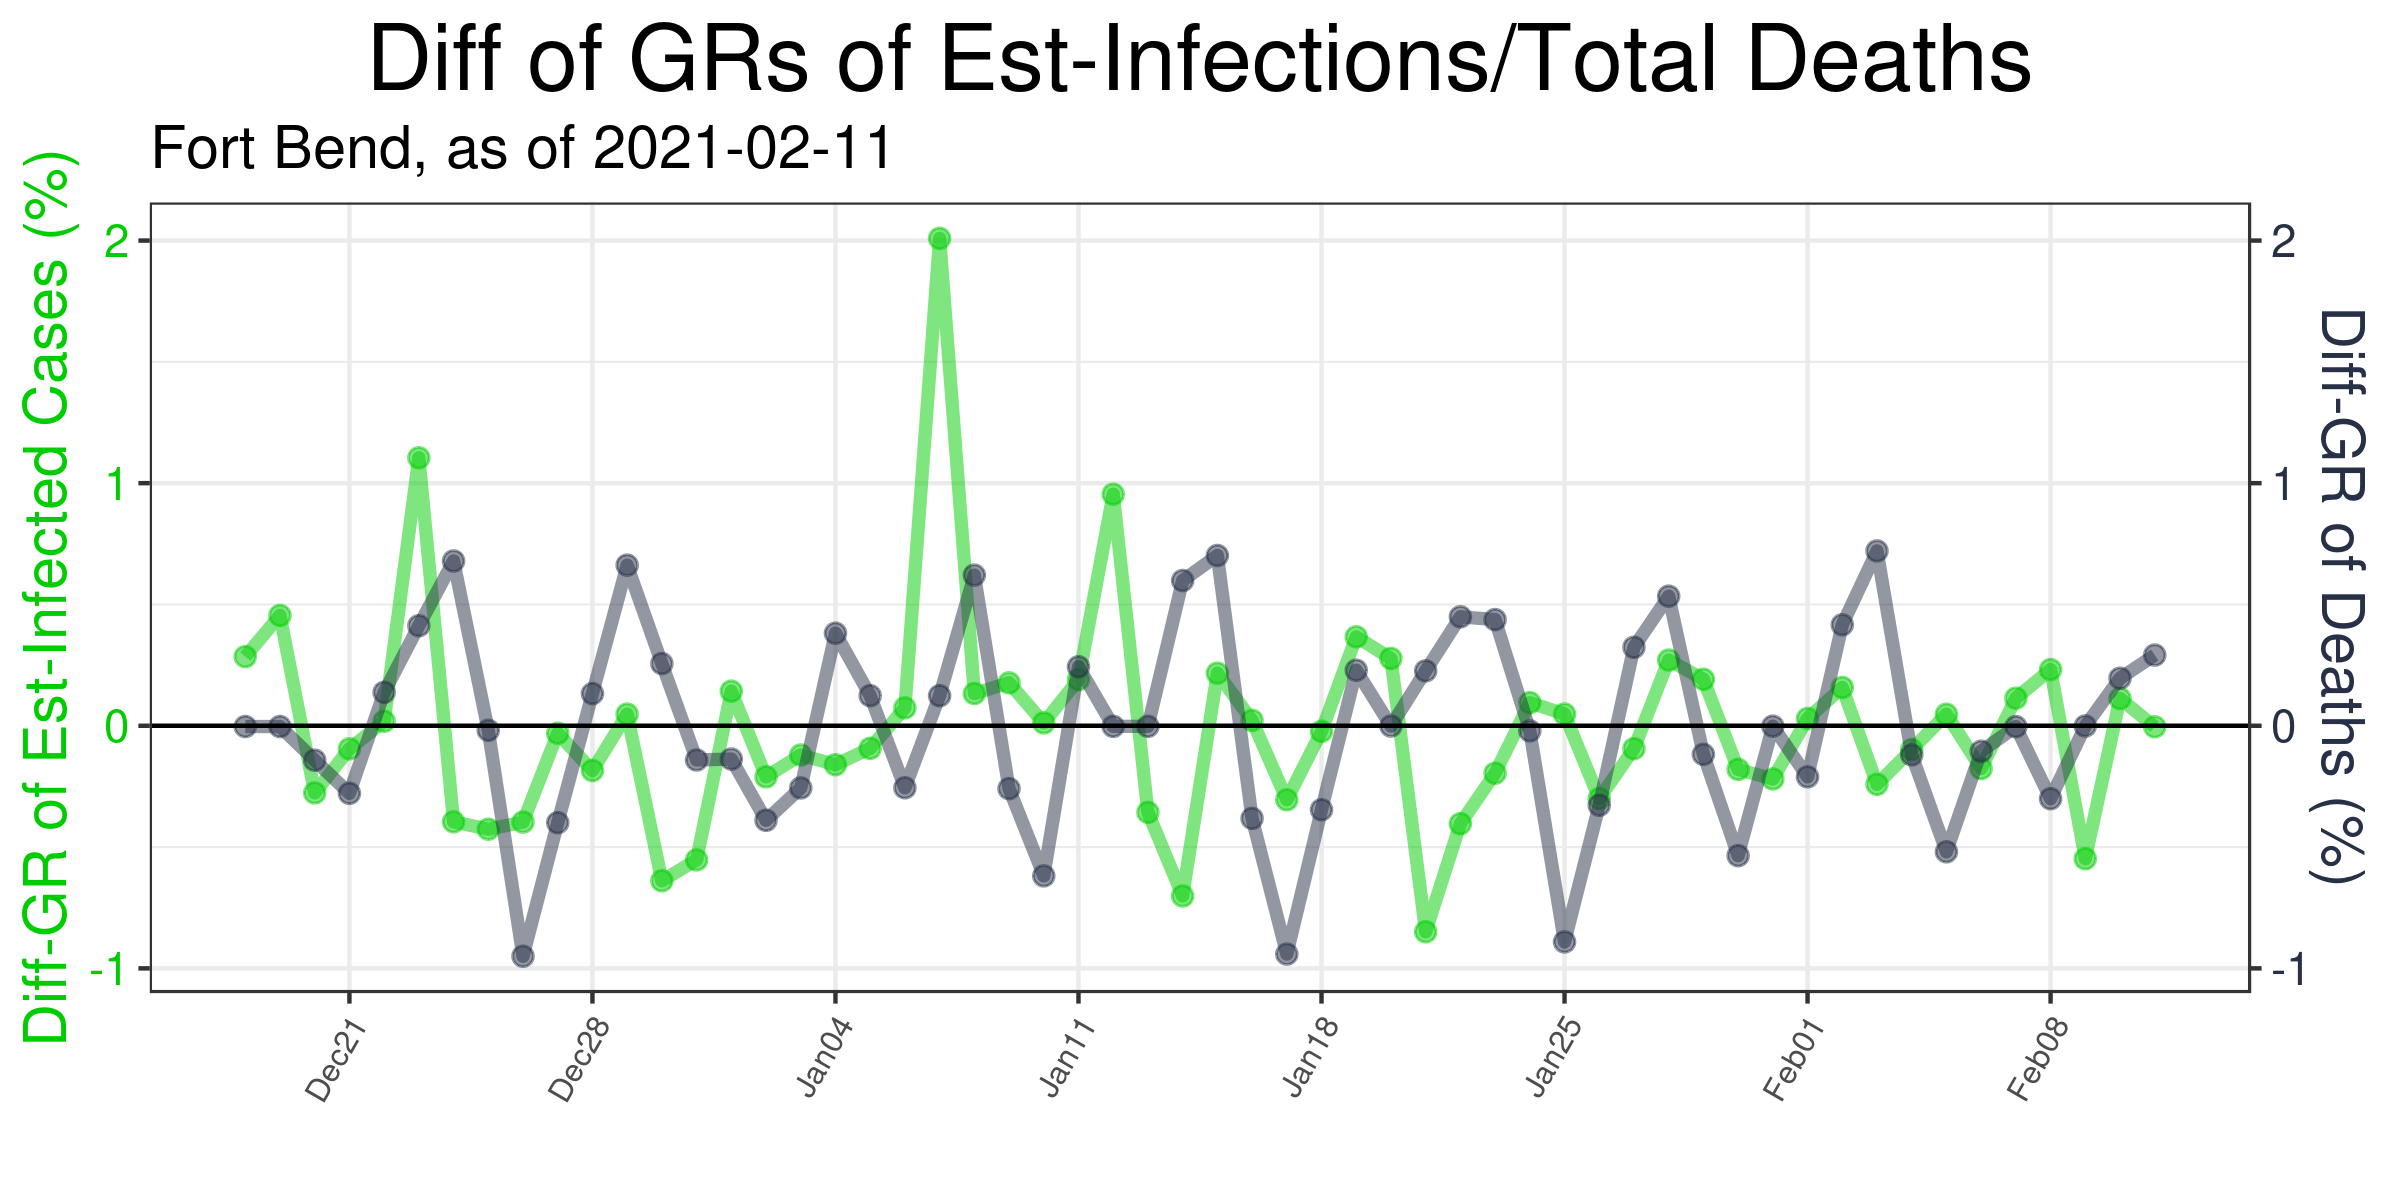 Diff of GRs of Est-Infections/Total Deaths
Fort Bend, as of 2021-02-11
Diff-GR of Est-Infected Cases (%)
2
1
0
-1
2
1
0
-1
Diff-GR of Deaths (%)
Dec21
Dec28
Jan04
Jan11
Jan18
Jan25
Feb01
Feb08